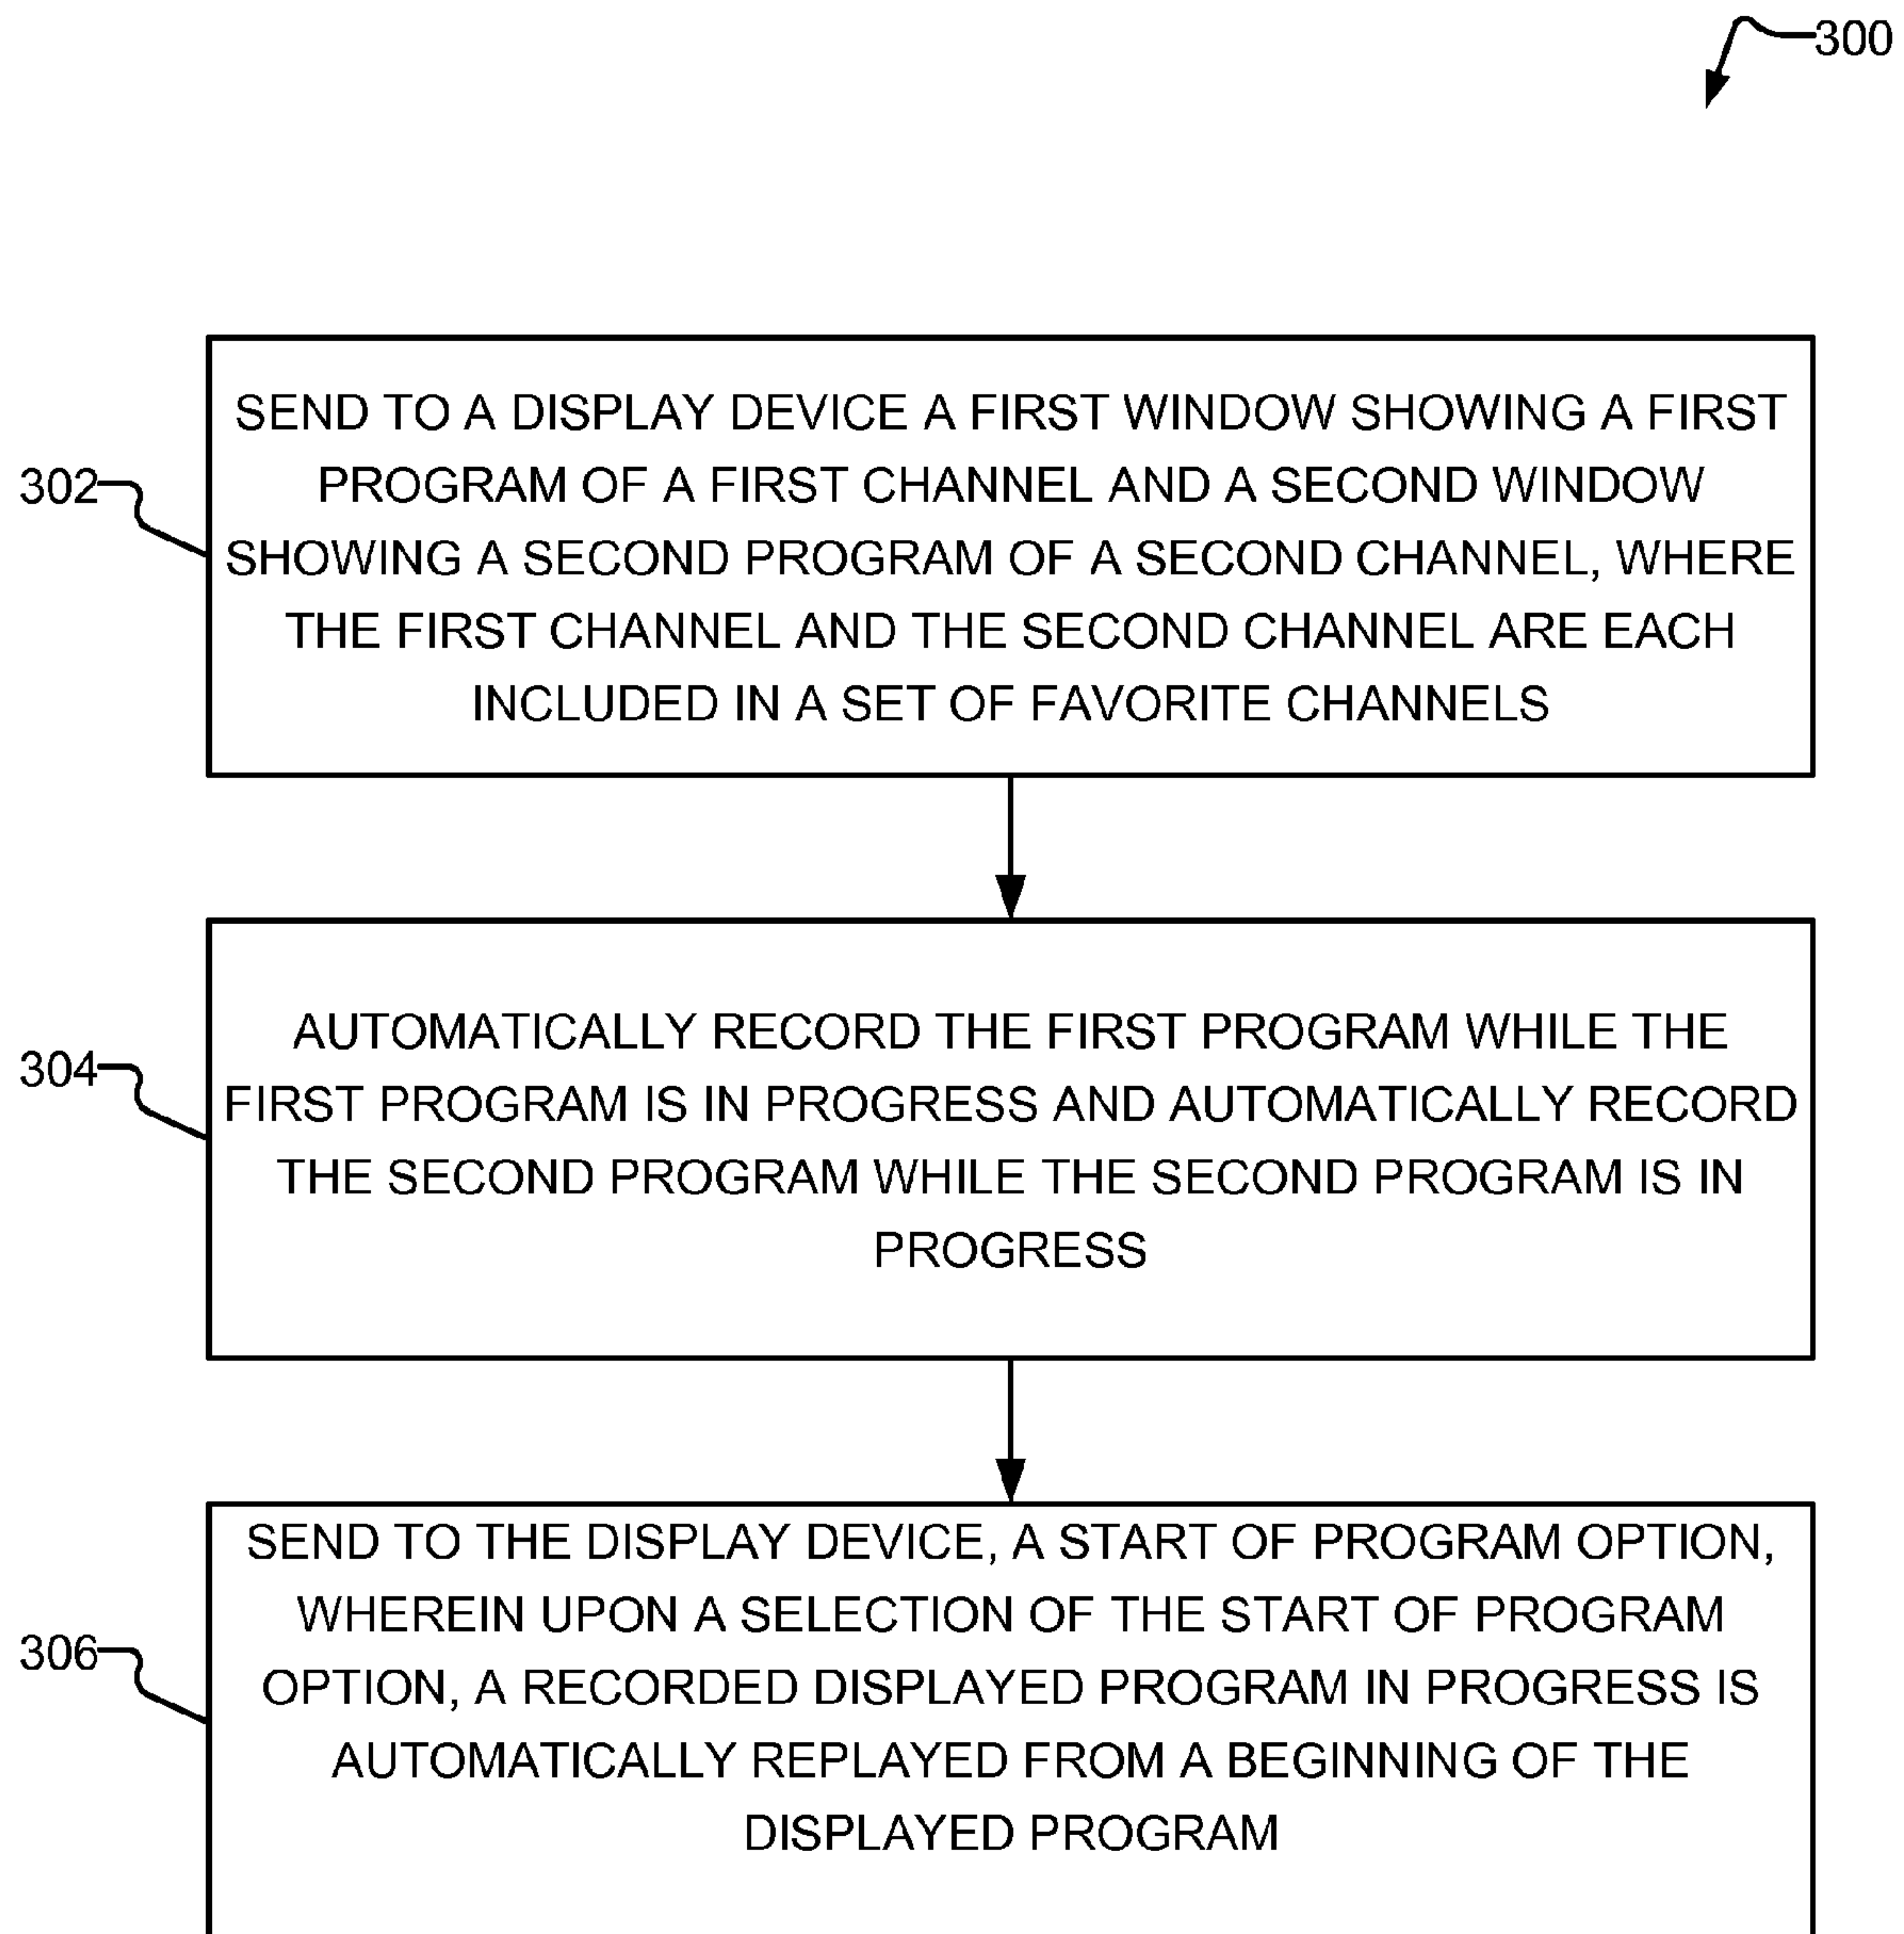 300
302
SEND TO A DISPLAY DEVICE A FIRST WINDOW SHOWING A FIRST
PROGRAM OF A FIRST CHANNEL AND A SECOND WINDOW
SHOWING A SECOND PROGRAM OF A SECOND CHANNEL, WHERE
THE FIRST CHANNEL AND THE SECOND CHANNEL ARE EACH
INCLUDED IN A SET OF FAVORITE CHANNELS
304
AUTOMATICALLY RECORD THE FIRST PROGRAM WHILE THE
FIRST PROGRAM IS IN PROGRESS AND AUTOMATICALLY RECORD
THE SECOND PROGRAM WHILE THE SECOND PROGRAM IS IN
PROGRESS
306
SEND TO THE DISPLAY DEVICE, A START OF PROGRAM OPTION,
WHEREIN UPON A SELECTION OF THE START OF PROGRAM
OPTION, A RECORDED DISPLAYED PROGRAM IN PROGRESS IS
AUTOMATICALLY REPLAYED FROM A BEGINNING OF THE
DISPLAYED PROGRAM